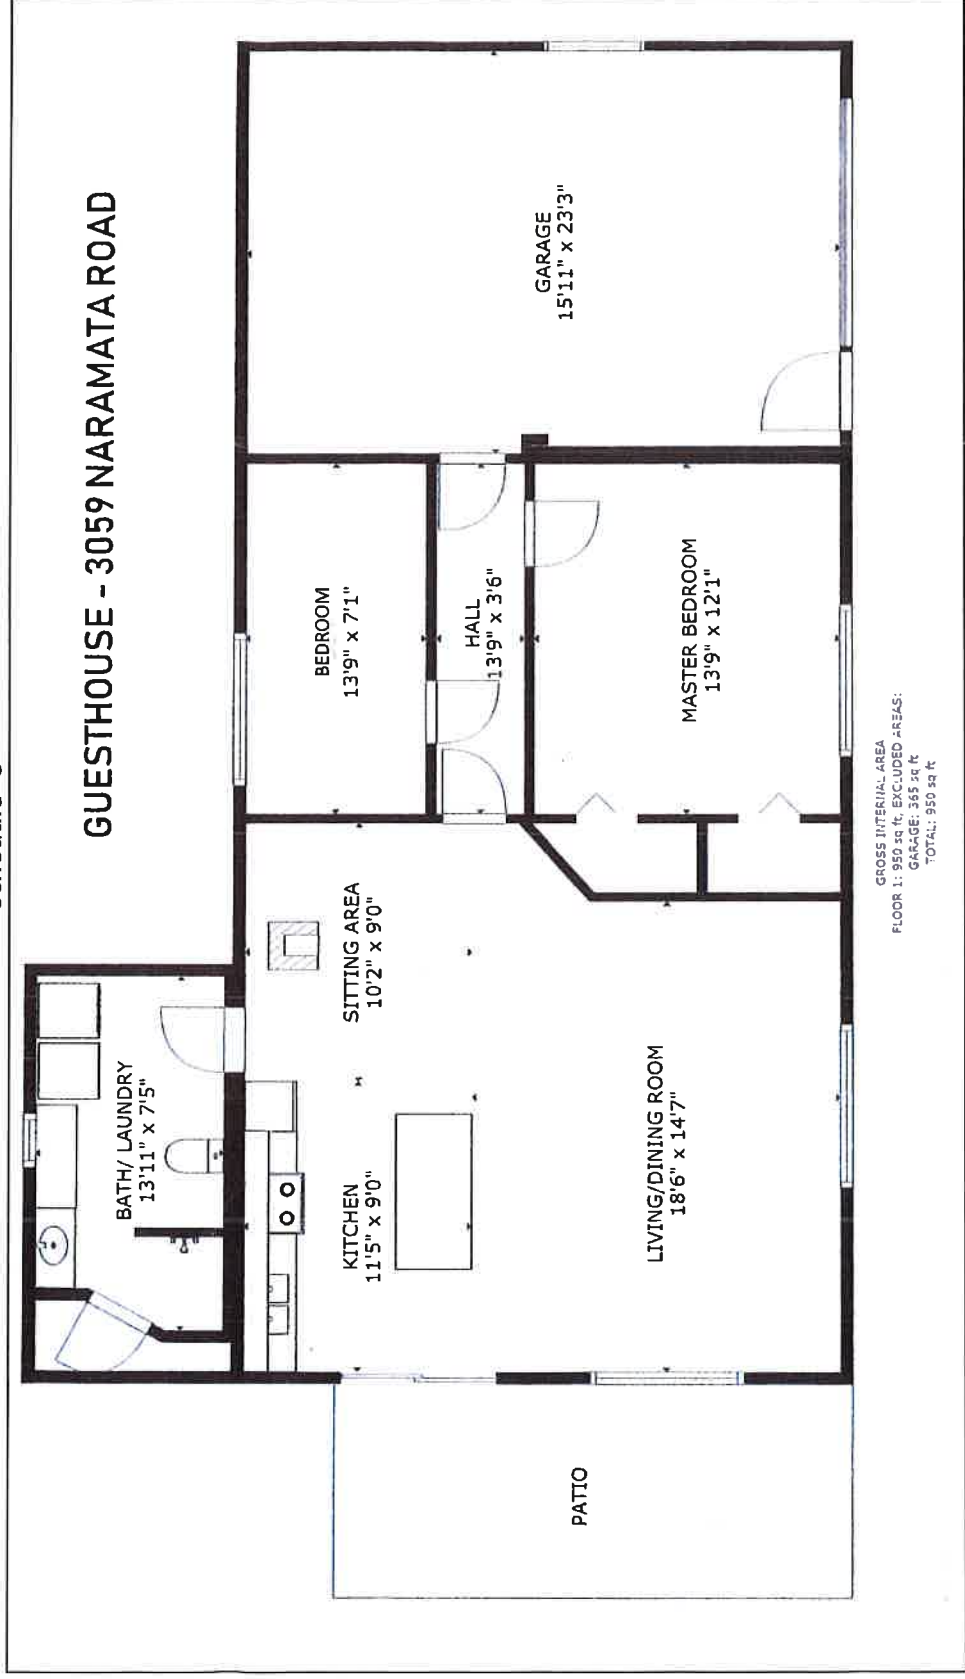 GUESTHOUSE - 3059 NARAMATA ROAD
BATH/ LAUNDRY
13'11" x 7'5"
KITCHEN
11'5" x 9'0"
SITTING AREA
10'2" x 9'0"
BEDROOM
13'9" x 7'1"
HALL
13'9" x 3'6"
GARAGE
15'11" x 23'3"
MASTER BEDROOM
13'9" x 12'1"
LIVING/DINING ROOM
18'6" x 14'7"
PATIO
GROSS INTERNAL AREA
FLOOR 1: 950 sq ft, EXCLUDED AREAS:
GARAGE: 365 sq ft
TOTAL: 950 sq ft